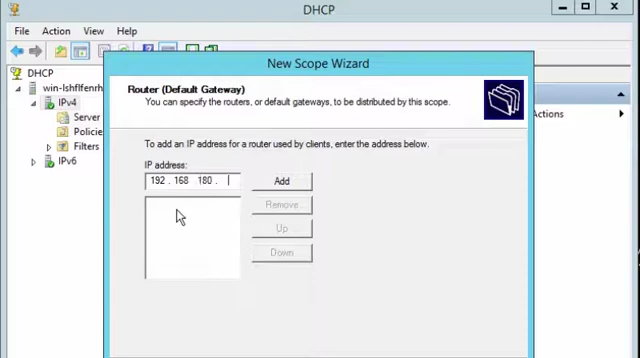 DHCP
File Action View Help
DHCP
win-lshflfenrh
IPv4
Server
Policie
Filters
IPv6
New Scope Wizard
Router (Default Gateway)
You can specify the routers, or default gateways, to be distributed by this scope.
To add an IP address for a router used by clients, enter the address below.
IP address:
192 . 168 180 .
Add
Remove
Up
Down
Actions